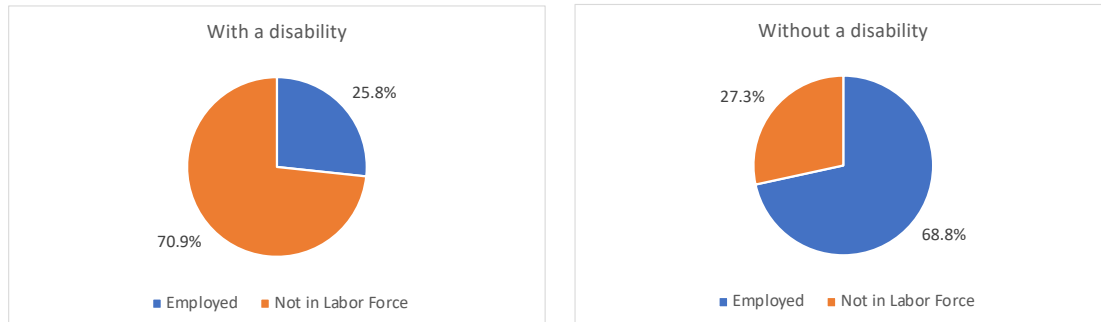 With a disability
25.8%
70.9%
Employed Not in Labor Force
Without a disability
27.3%
68.8%
Employed Not in Labor Force